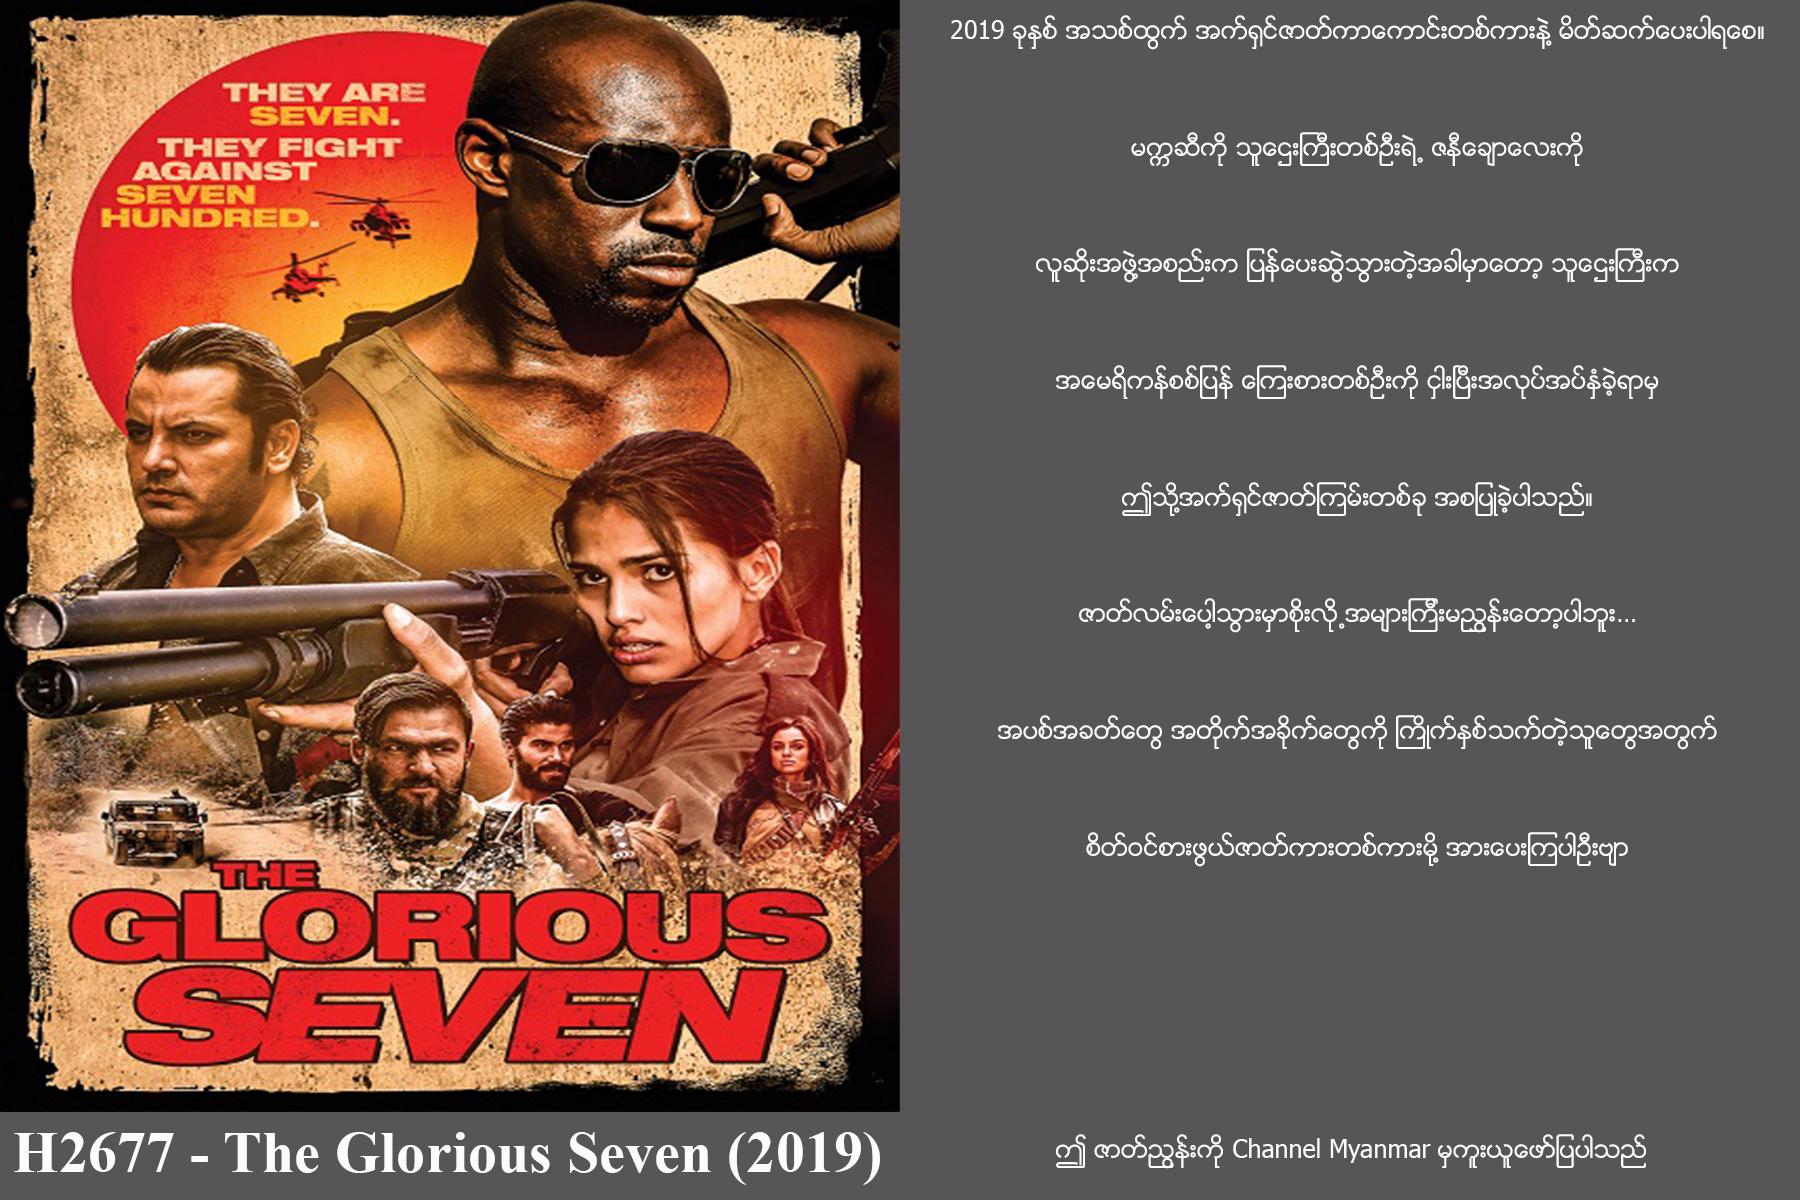 THEY ARE
SEVEN.
THEY FIGHT
AGAINST
SEVEN
HUNDRED.
THE
GLORIOUS
SEVEN
H2677 - The Glorious Seven (2019)
2019 ခုနှစ် အသစ်ထွက် အက်ရှင်ဇာတ်ကာကောင်းတစ်ကားနဲ့ မိတ်ဆက်ပေးပါရစေ။
မက္ကဆီကို သူဌေးကြီးတစ်ဦးရဲ့ ဇနီချောလေးကို
လူဆိုးအဖွဲ့အစည်းက ပြန်ပေးဆွဲသွားတဲ့အခါမှာတော့ သူဌေးကြီးက
အမေရိကန်စစ်ပြန် ကြေးစားတစ်ဦးကို ငှါးပြီးအလုပ်အပ်နှံခဲ့ရာမှ
ဤသို့အက်ရှင်ဇာတ်ကြမ်းတစ်ခု အစပြုခဲ့ပါသည်။
ဇာတ်လမ်းပေါ့သွားမှာစိုးလို့ အများကြီးမညွှန်းတော့ပါဘူး...
အပစ်အခတ်တွေ အတိုက်အခိုက်တွေကို ကြိုက်နှစ်သက်တဲ့သူတွေအတွက်
စိတ်ဝင်စားဖွယ်ဇာတ်ကားတစ်ကားမို့ အားပေးကြပါဦးဗျာ
ဤ ဇာတ်ညွှန်းကို Channel Myanmar မှကူးယူဖော်ပြပါသည်